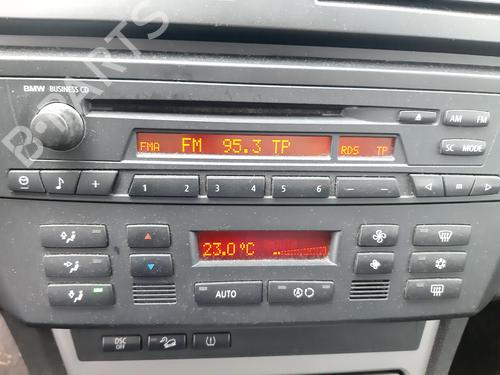 B-PARTS
BMW BUSINESS CD
AM FM
FMA FM 95.3 TP RDS TP
SC MODE
+ 1 2 3 4 5 6 — — m
23.0°C
AUTO
A
DSC
OFF